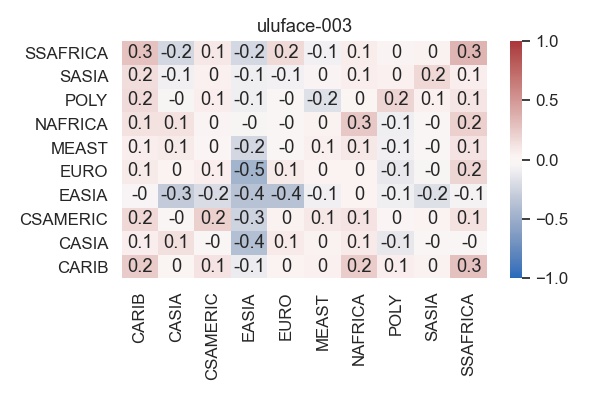 uluface-003
SSAFRICA 0.3 -0.2 0.1 -0.2 0.2 -0.1 0.1 0 0 0.3
SASIA 0.2 -0.1 0 -0.1 -0.1 0 0.1 0 0.2 0.1
POLY 0.2 -0 0.1 -0.1 -0 -0.2 0 0.2 0.1 0.1
NAFRICA 0.1 0.1 0 -0 -0 0 0.3 -0.1 -0 0.2
MEAST 0.1 0.1 0 -0.2 -0 0.1 0.1 -0.1 -0 0.1
EURO 0.1 0 0.1 -0.5 0.1 0 0 -0.1 -0 0.2
EASIA -0 -0.3 -0.2 -0.4 -0.4 -0.1 0 -0.1 -0.2 -0.1
CSAMERIC 0.2 -0 0.2 -0.3 0 0.1 0.1 0 0 0.1
CASIA 0.1 0.1 -0 -0.4 0.1 0 0.1 -0.1 -0 -0
CARIB 0.2 0 0.1 -0.1 0 0 0.2 0.1 0 0.3
CARIB CASIA CSAMERIC EASIA EURO MEAST NAFRICA POLY SASIA SSAFRICA
1.0
0.5
0.0
−0.5
−1.0